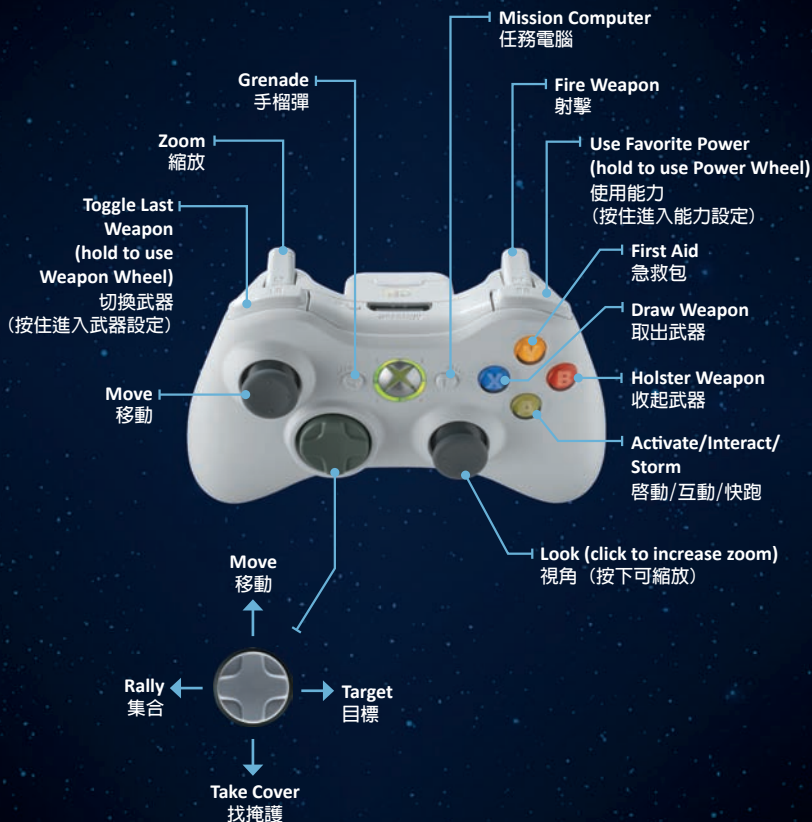 Mission Computer
任務電腦
Grenade
手榴彈
Fire Weapon
射擊
Zoom
縮放
Use Favorite Power
(hold to use Power Wheel)
使用能力
（按住進入能力設定）
Toggle Last
Weapon
(hold to use
Weapon Wheel)
切換武器
（按住進入武器設定）
First Aid
急救包
Draw Weapon
取出武器
Move
移動
Holster Weapon
收起武器
Activate/Interact/
Storm
啓動/互動/快跑
Look (click to increase zoom)
視角（按下可縮放）
Y
X
B
A
Move
移動
Rally
集合
Target
目標
Take Cover
找掩護